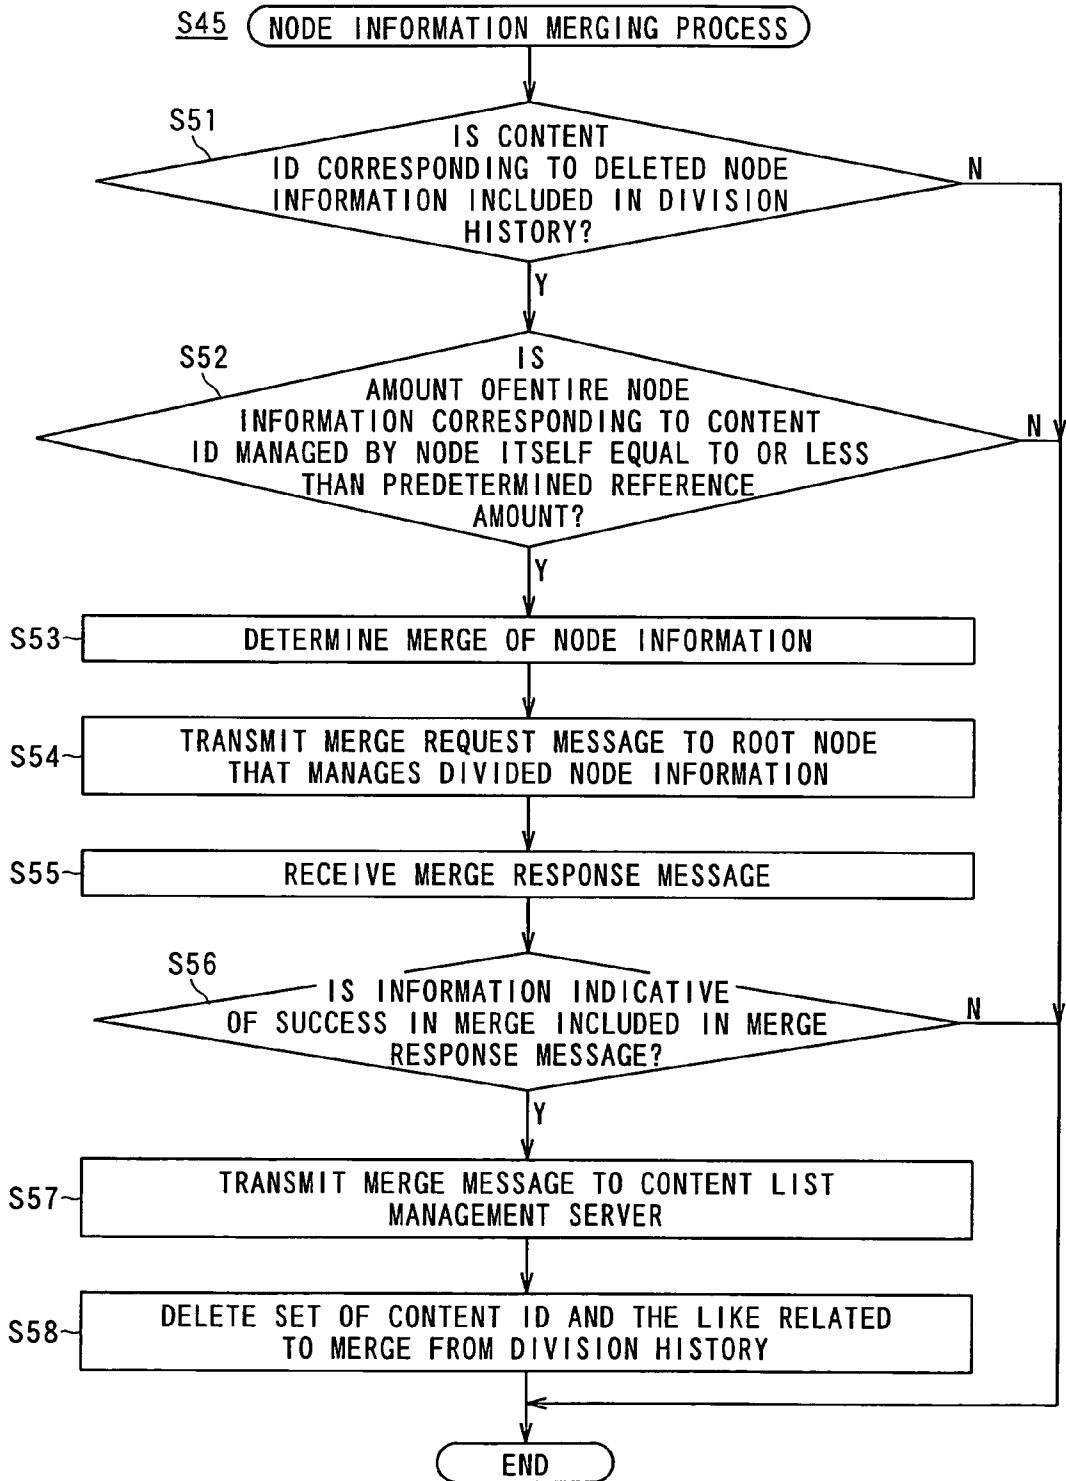 S45
NODE INFORMATION MERGING PROCESS
S51
IS CONTENT
ID CORRESPONDING TO DELETED NODE
INFORMATION INCLUDED IN DIVISION
HISTORY?
N
Y
S52
IS
AMOUNT OFENTIRE NODE
INFORMATION CORRESPONDING TO CONTENT
ID MANAGED BY NODE ITSELF EQUAL TO OR LESS
THAN PREDETERMINED REFERENCE
AMOUNT?
N
Y
S53
DETERMINE MERGE OF NODE INFORMATION
S54
TRANSMIT MERGE REQUEST MESSAGE TO ROOT NODE
THAT MANAGES DIVIDED NODE INFORMATION
S55
RECEIVE MERGE RESPONSE MESSAGE
S56
IS INFORMATION INDICATIVE
OF SUCCESS IN MERGE INCLUDED IN MERGE
RESPONSE MESSAGE?
N
Y
S57
TRANSMIT MERGE MESSAGE TO CONTENT LIST
MANAGEMENT SERVER
S58
DELETE SET OF CONTENT ID AND THE LIKE RELATED
TO MERGE FROM DIVISION HISTORY
END